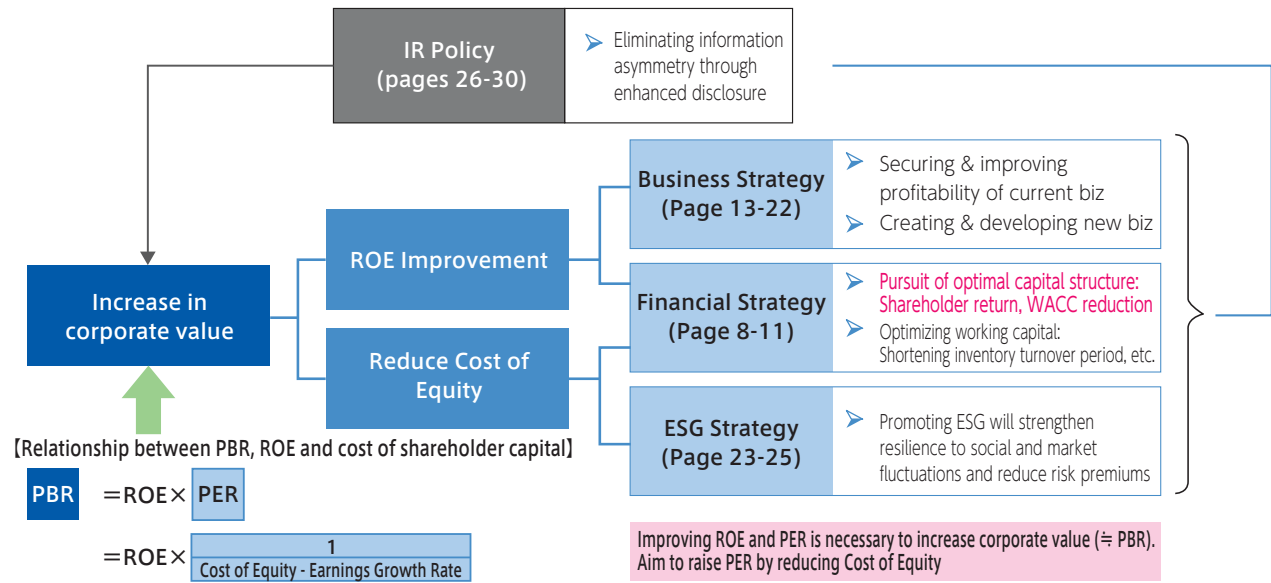 IR Policy
(pages 26-30)
➢ Eliminating information
asymmetry through
enhanced disclosure
Business Strategy
(Page 13-22)
➢ Securing & improving
profitability of current biz
➢ Creating & developing new biz
ROE Improvement
Increase in
corporate value
Financial Strategy
(Page 8-11)
➢ Pursuit of optimal capital structure:
Shareholder return, WACC reduction
➢ Optimizing working capital:
Shortening inventory turnover period, etc.
Reduce Cost of
Equity
ESG Strategy
(Page 23-25)
➢ Promoting ESG will strengthen
resilience to social and market
fluctuations and reduce risk premiums
【Relationship between PBR, ROE and cost of shareholder capital】
PBR =ROE× PER
=ROE× 1
Cost of Equity - Earnings Growth Rate
Improving ROE and PER is necessary to increase corporate value (≒ PBR).
Aim to raise PER by reducing Cost of Equity